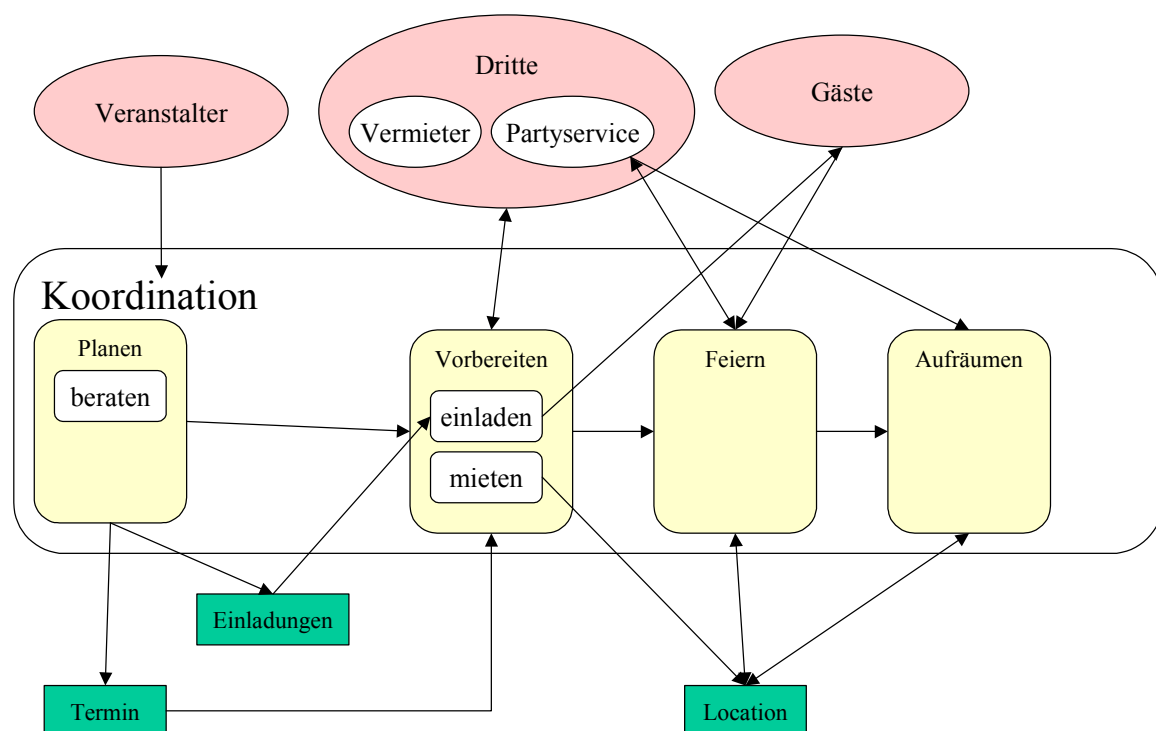 Dritte
Veranstalter
Gäste
Vermieter
Partyservice
Koordination
Planen
Vorbereiten
Feiern
Aufräumen
beraten
einladen
mieten
Einladungen
Termin
Location